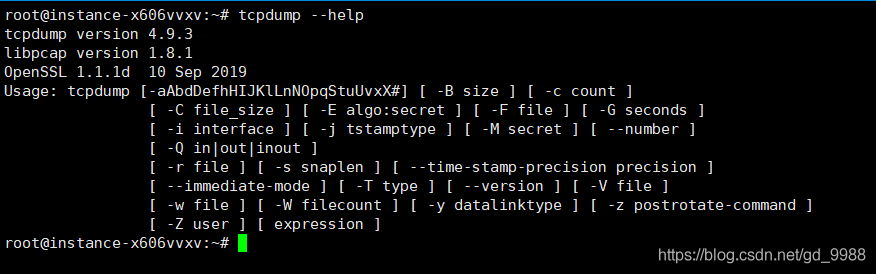 root@instance-x606vvxv:~# tcpdump --help
tcpdump version 4.9.3
libpcap version 1.8.1
OpenSSL 1.1.1d  10 Sep 2019
Usage: tcpdump [-aAbdDefhHIJKlLnNOpqStuUvxX#] [ -B size ] [ -c count ]
[ -C file_size ] [ -E algo:secret ] [ -F file ] [ -G seconds ]
[ -i interface ] [ -j tstamptype ] [ -M secret ] [ --number ]
[ -Q in|out|inout ]
[ -r file ] [ -s snaplen ] [ --time-stamp-precision precision ]
[ --immediate-mode ] [ -T type ] [ --version ] [ -V file ]
[ -w file ] [ -W filecount ] [ -y datalinktype ] [ -z postrotate-command ]
[ -Z user ] [ expression ]
root@instance-x606vvxv:~#
https://blog.csdn.net/gd_9988